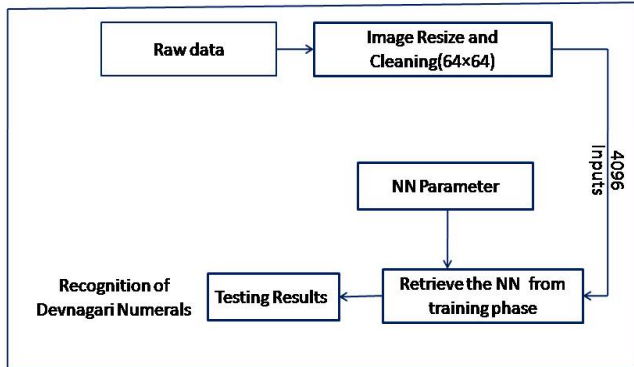 Raw data
Image Resize and
Cleaning(64×64)
4096
Inputs
NN Parameter
Retrieve the NN from
training phase
Testing Results
Recognition of
Devnagari Numerals